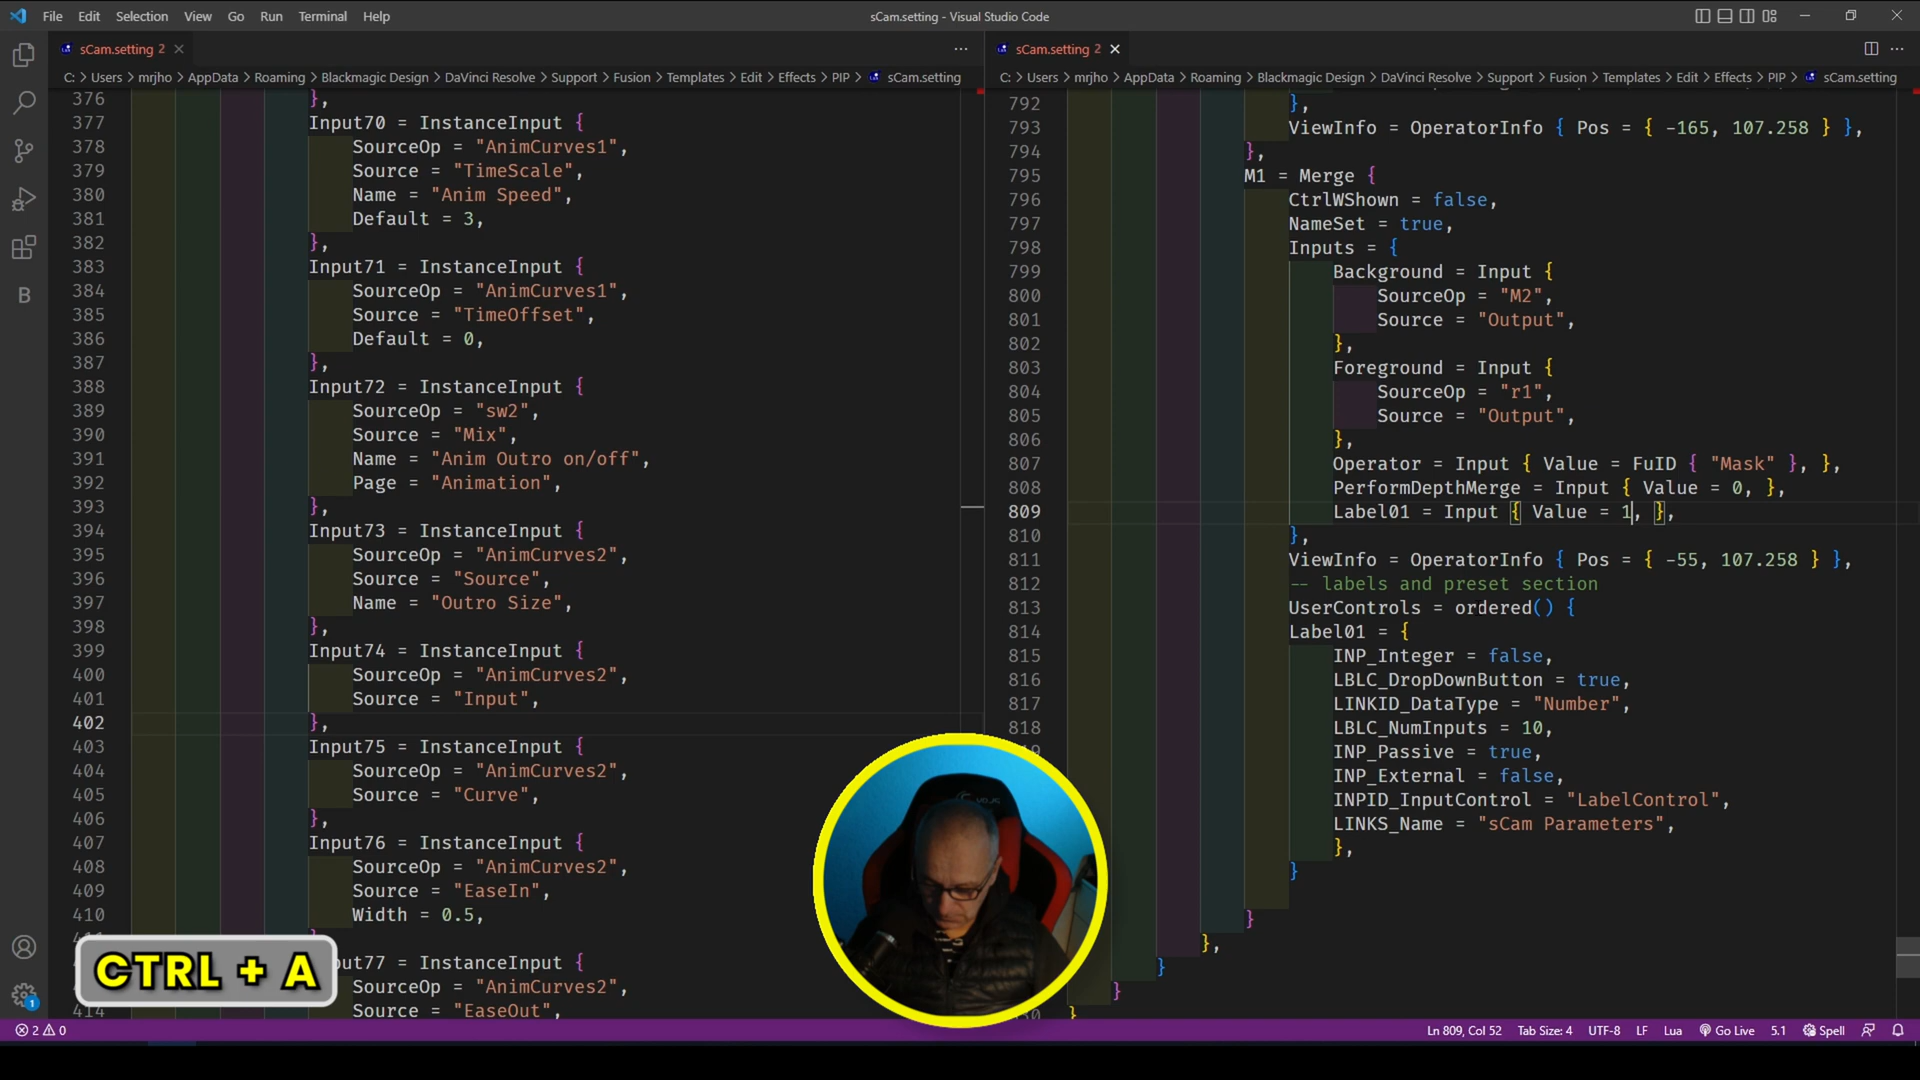 File Edit Selection View Go Run Terminal Help
sCam.setting - Visual Studio Code
sCam.setting 2
C: Users mrjho AppData Roaming Blackmagic Design DaVinci Resolve Support Fusion Templates Edit Effects PIP sCam.setting
376 },
377 Input70 = InstanceInput {
378 SourceOp = "AnimCurves1",
379 Source = "TimeScale",
380 Name = "Anim Speed",
381 Default = 3,
382 },
383 Input71 = InstanceInput {
384 SourceOp = "AnimCurves1",
385 Source = "TimeOffset",
386 Default = 0,
387 },
388 Input72 = InstanceInput {
389 SourceOp = "sw2",
390 Source = "Mix",
391 Name = "Anim Outro on/off",
392 Page = "Animation",
393 },
394 Input73 = InstanceInput {
395 SourceOp = "AnimCurves2",
396 Source = "Source",
397 Name = "Outro Size",
398 },
399 Input74 = InstanceInput {
400 SourceOp = "AnimCurves2",
401 Source = "Input",
402 },
403 Input75 = InstanceInput {
404 SourceOp = "AnimCurves2",
405 Source = "Curve",
406 },
407 Input76 = InstanceInput {
408 SourceOp = "AnimCurves2",
409 Source = "EaseIn",
410 Width = 0.5,
put77 = InstanceInput {
SourceOp = "AnimCurves2",
414 Source = "EaseOut",
sCam.setting 2
C: Users mrjho AppData Roaming Blackmagic Design DaVinci Resolve Support Fusion Templates Edit Effects PIP sCam.setting
792 },
793 ViewInfo = OperatorInfo { Pos = { -165, 107.258 } },
794 },
795 M1 = Merge {
796 CtrlWShown = false,
797 NameSet = true,
798 Inputs = {
799 Background = Input {
800 SourceOp = "M2",
801 Source = "Output",
802 },
803 Foreground = Input {
804 SourceOp = "r1",
805 Source = "Output",
806 },
807 Operator = Input { Value = FuID { "Mask" }, },
808 PerformDepthMerge = Input { Value = 0, },
809 Label01 = Input { Value = 1, },
810 },
811 ViewInfo = OperatorInfo { Pos = { -55, 107.258 } },
812 -- labels and preset section
813 UserControls = ordered() {
814 Label01 = {
815 INP_Integer = false,
816 LBLC_DropDownButton = true,
817 LINKID_DataType = "Number",
818 LBLC_NumInputs = 10,
INP_Passive = true,
INP_External = false,
INPID_InputControl = "LabelControl",
LINKS_Name = "sCam Parameters",
},
}
}
},
}
}
}
CTRL + A
B
1
2 0
Ln 809, Col 52 Tab Size: 4 UTF-8 LF Lua Go Live 5.1 Spell